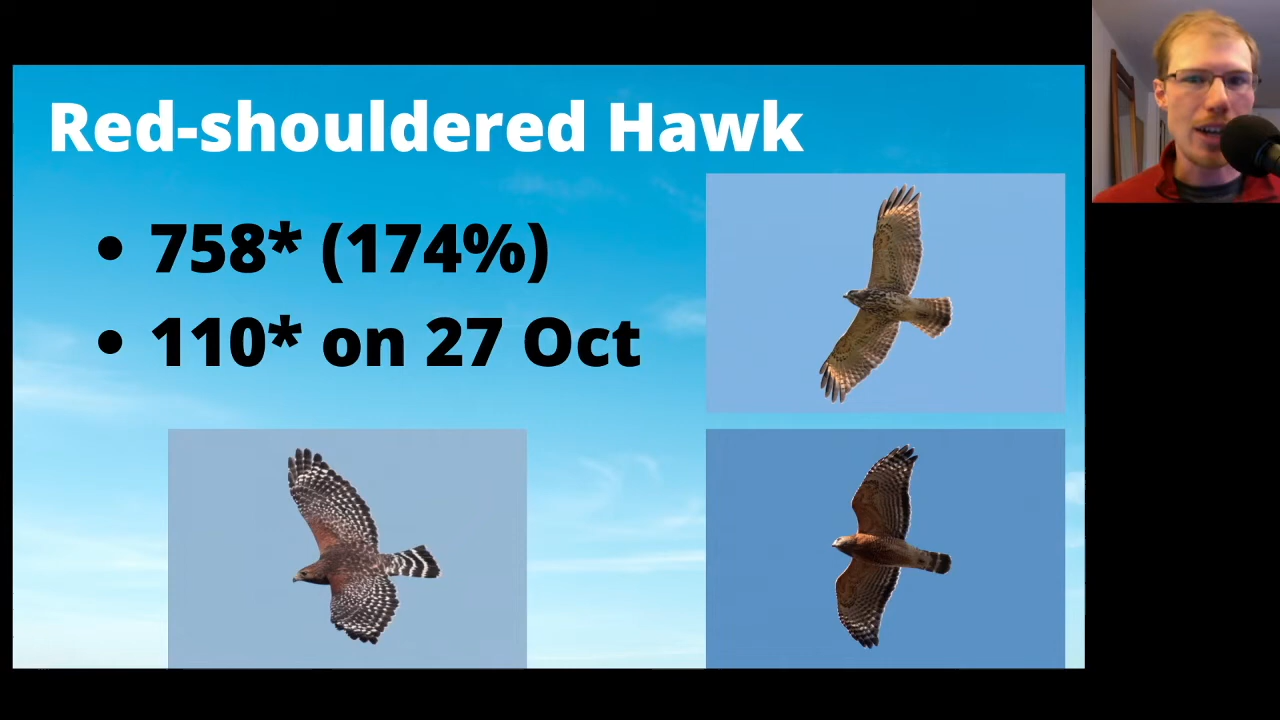 Red-shouldered Hawk
• 758* (174%)
• 110* on 27 Oct